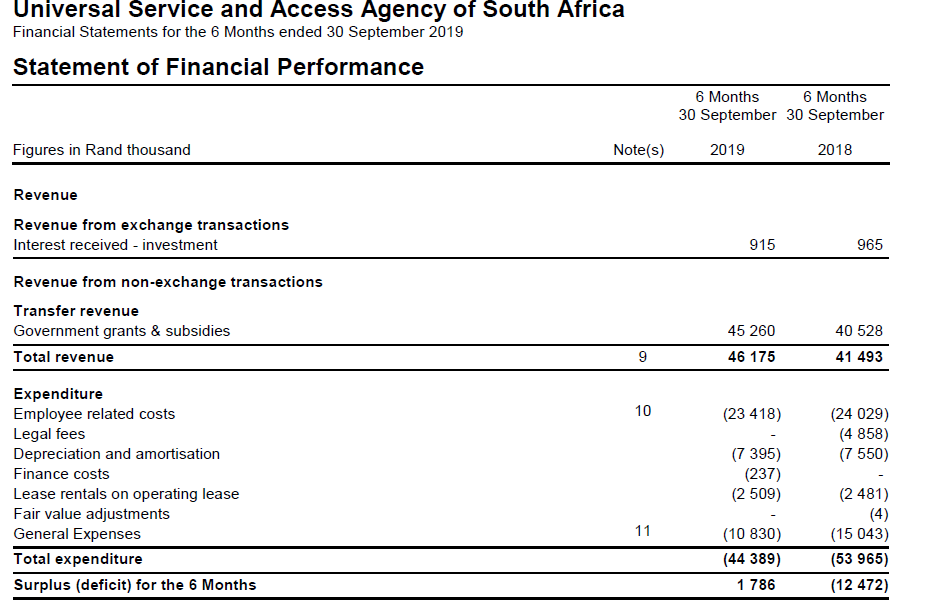 Universal Service and Access Agency of South Africa
Financial Statements for the 6 Months ended 30 September 2019
Statement of Financial Performance
6 Months 6 Months
30 September 30 September
Figures in Rand thousand Note(s) 2019 2018
Revenue
Revenue from exchange transactions
Interest received - investment 915 965
Revenue from non-exchange transactions
Transfer revenue
Government grants & subsidies 45 260 40 528
Total revenue 9 46 175 41 493
Expenditure
Employee related costs 10 (23 418) (24 029)
Legal fees - (4 858)
Depreciation and amortisation (7 395) (7 550)
Finance costs (237) -
Lease rentals on operating lease (2 509) (2 481)
Fair value adjustments - (4)
General Expenses 11 (10 830) (15 043)
Total expenditure (44 389) (53 965)
Surplus (deficit) for the 6 Months 1 786 (12 472)